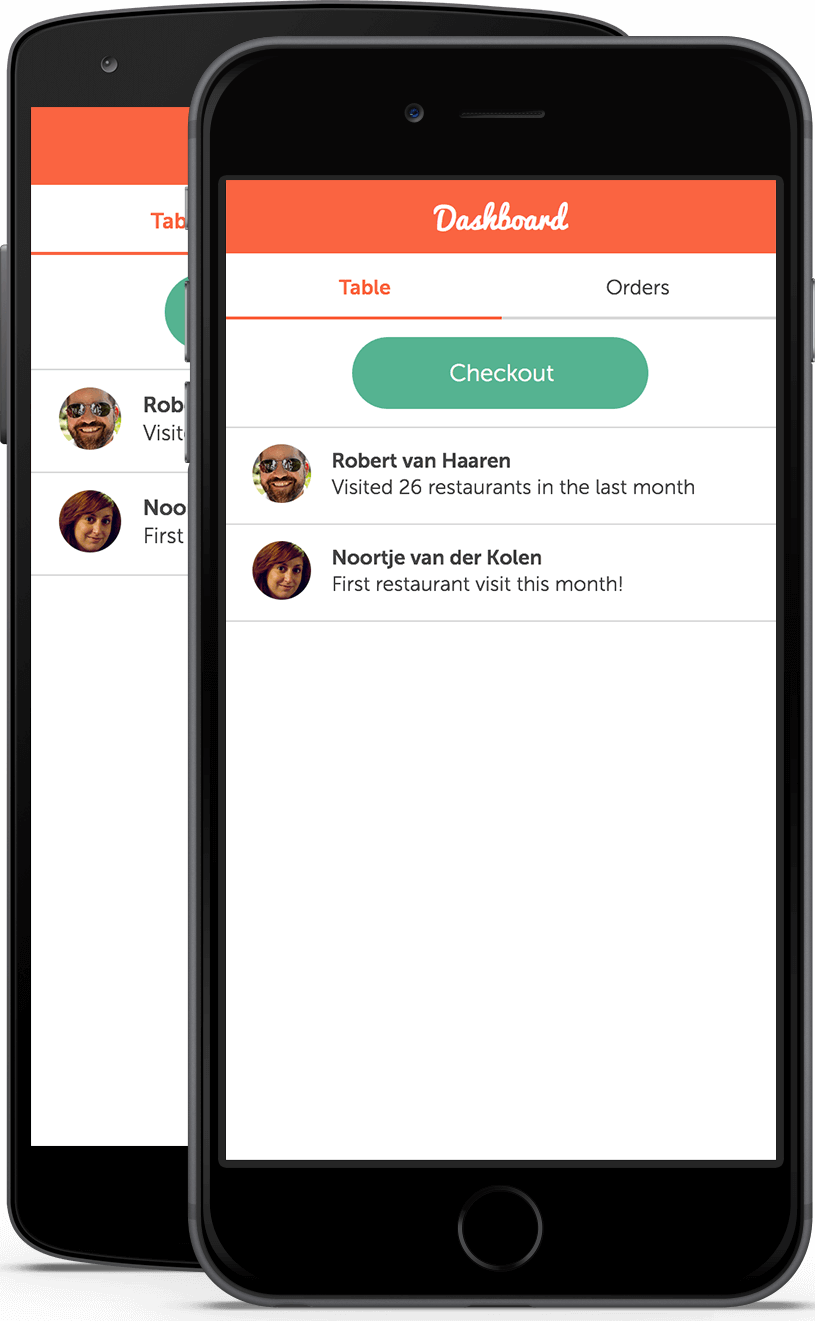 Dashboard
Table
Orders
Checkout
Robert van Haaren
Visited 26 restaurants in the last month
Noortje van der Kolen
First restaurant visit this month!
Tab
Rob
Visit
Noo
First